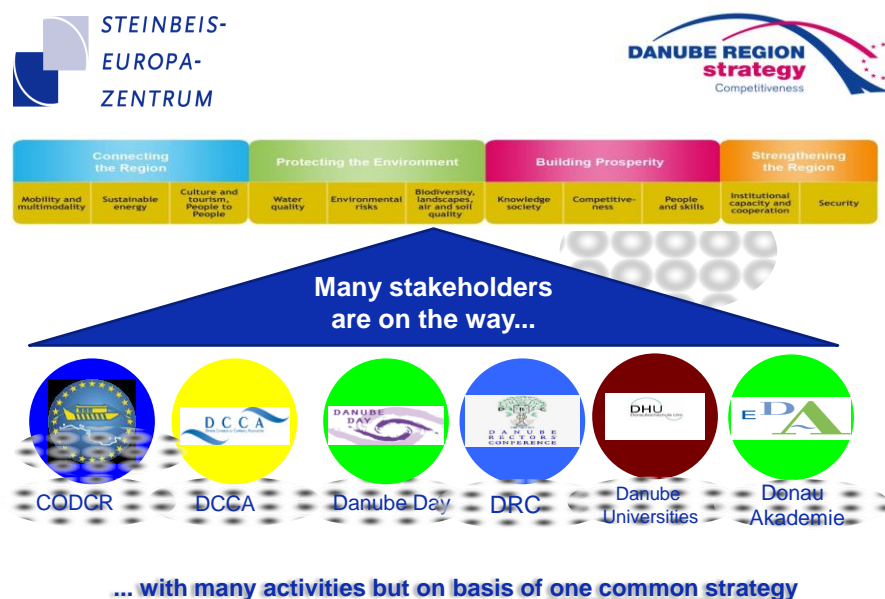 STEINBEIS-
EUROPA-
ZENTRUM
DANUBE REGION
strategy
Competitiveness
Connecting
the Region
Protecting the Environment
Building Prosperity
Strengthening
the Region
Mobility and
multimodality
Sustainable
energy
Culture and
tourism,
People to
People
Water
quality
Environmental
risks
Biodiversity,
landscapes,
air and soil
quality
Knowledge
society
Competitive-
ness
People
and skills
Institutional
capacity and
cooperation
Security
Many stakeholders
are on the way...
DCCA
DANUBE
DAY
DRC
DANUBE
RECTORS
CONFERENCE
DHU
EDA
CODCR
DCCA
Danube Day
DRC
Danube
Universities
Donau
Akademie
... with many activities but on basis of one common strategy